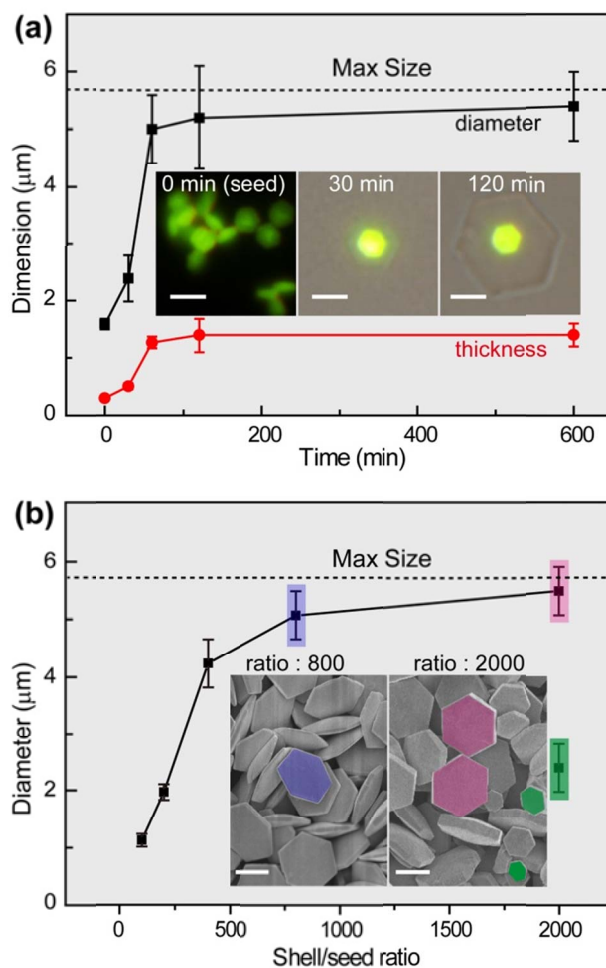 (a)
6
4
2
0
Dimension (μm)
Max Size
diameter
0 min (seed)
30 min
120 min
thickness
0
200
400
600
Time (min)
(b)
6
4
2
0
Diameter (μm)
Max Size
ratio : 800
ratio : 2000
0
500
1000
1500
2000
Shell/seed ratio